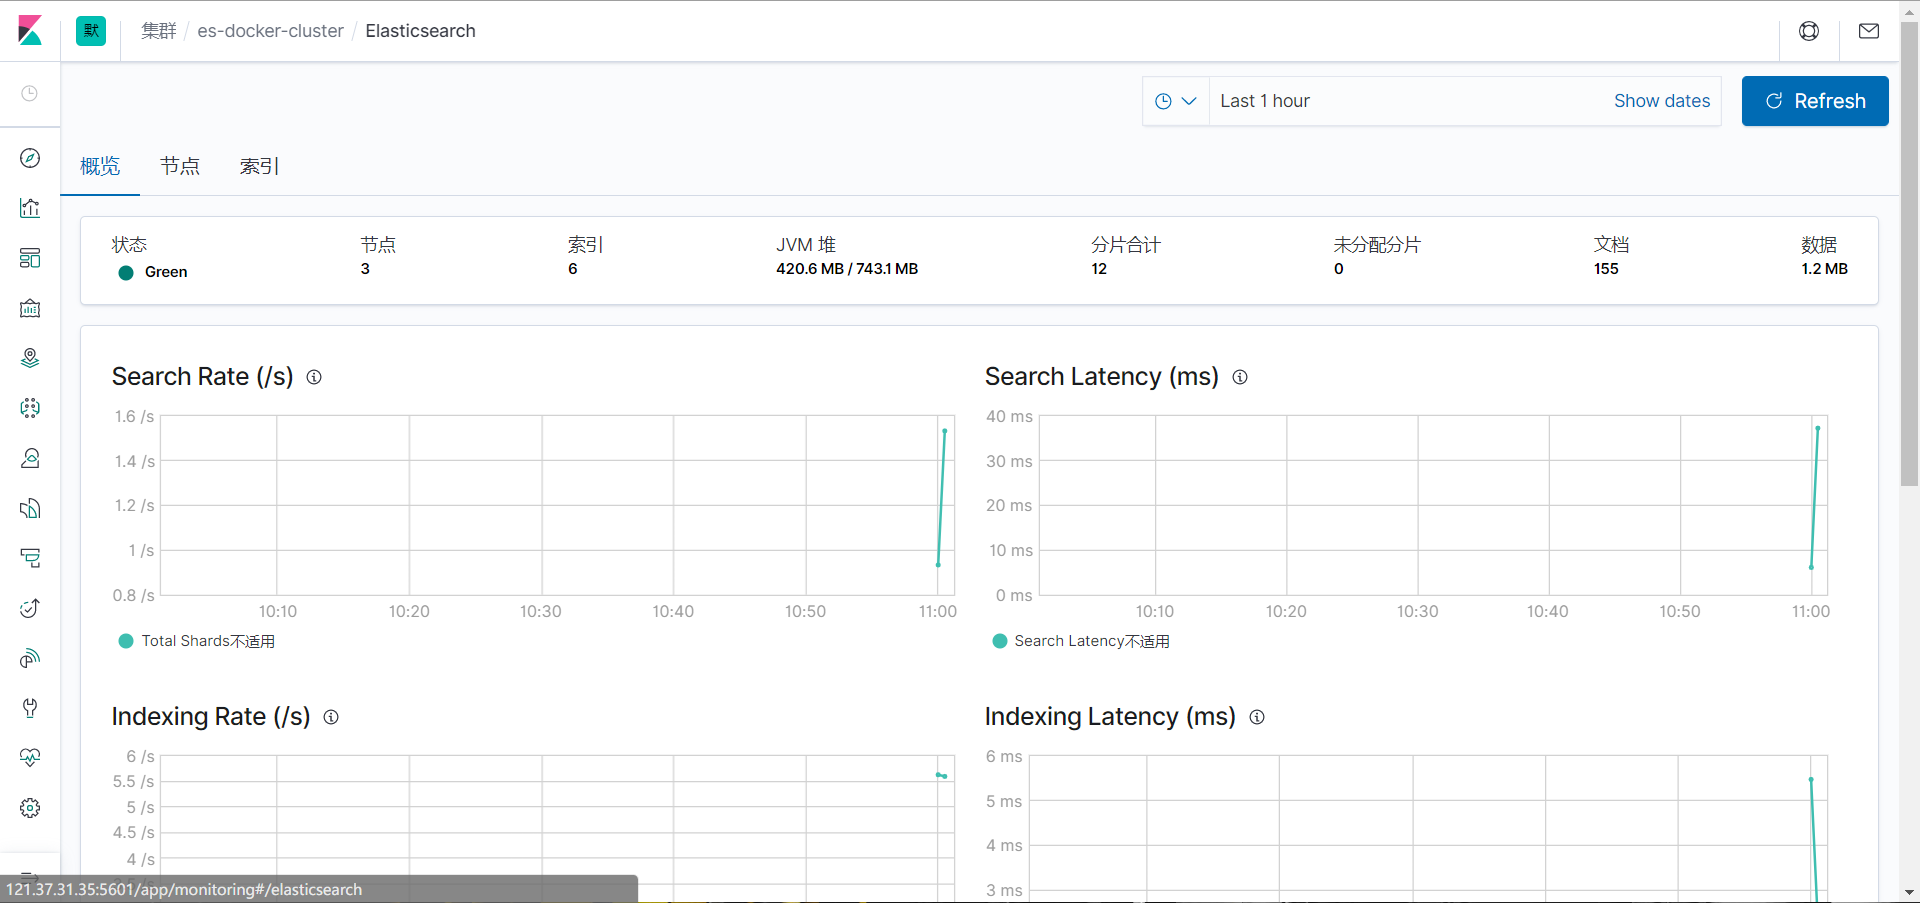 默 集群 / es-docker-cluster / Elasticsearch
Last 1 hour Show dates Refresh
概览 节点 索引
状态 节点 索引 JVM 堆 分片合计 未分配分片 文档 数据
Green 3 6 420.6 MB / 743.1 MB 12 0 155 1.2 MB
Search Rate (/s)
1.6 /s
1.4 /s
1.2 /s
1 /s
0.8 /s
10:10 10:20 10:30 10:40 10:50 11:00
Total Shards不适用
Search Latency (ms)
40 ms
30 ms
20 ms
10 ms
0 ms
10:10 10:20 10:30 10:40 10:50 11:00
Search Latency不适用
Indexing Rate (/s)
6 /s
5.5 /s
5 /s
4.5 /s
4 /s
Indexing Latency (ms)
6 ms
5 ms
4 ms
3 ms
121.37.31.35:5601/app/monitoring#/elasticsearch